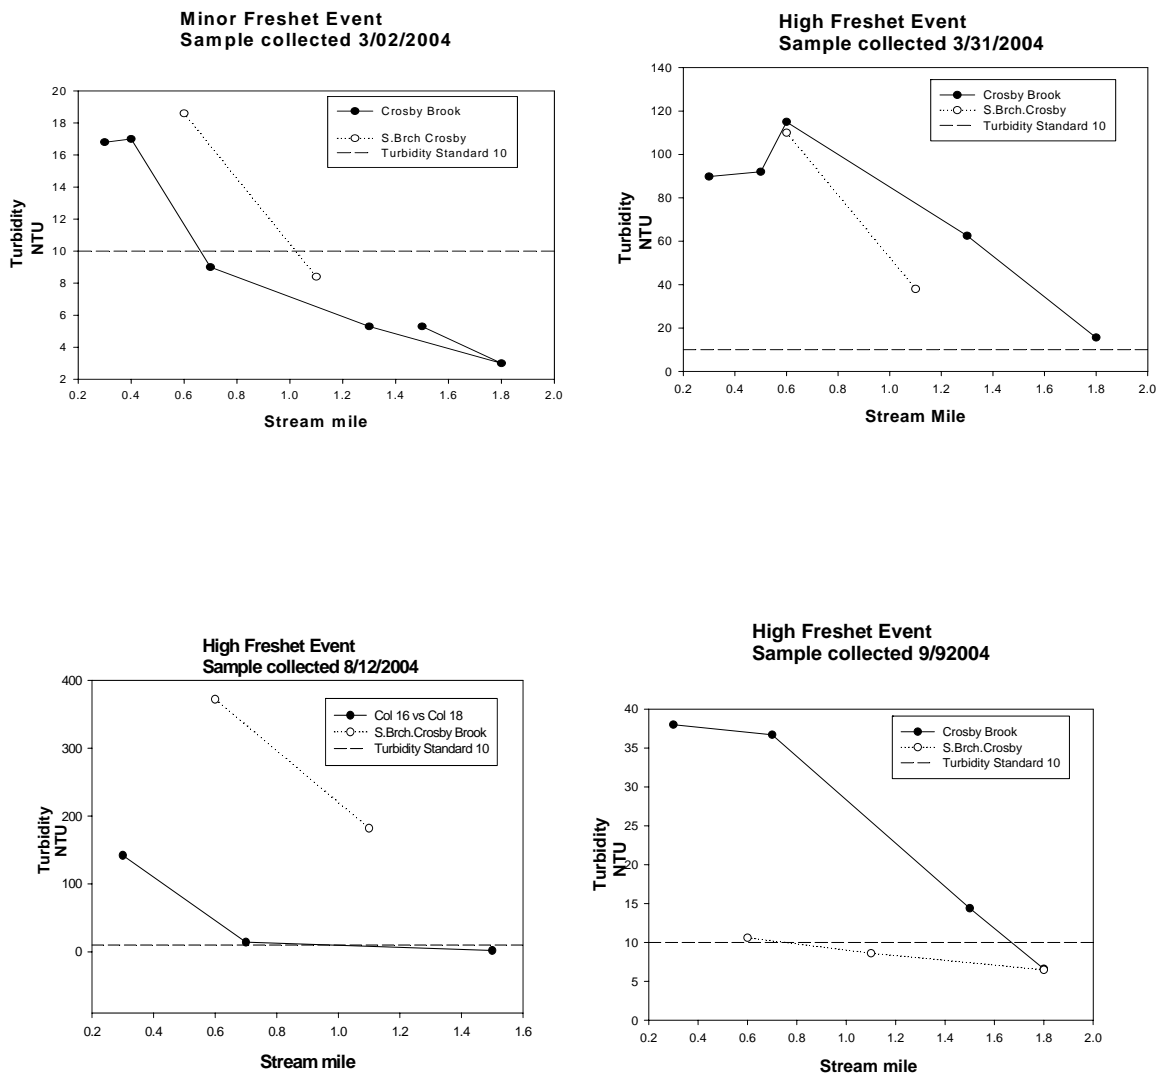 Minor Freshet Event
Sample collected 3/02/2004
20
18
16
14
12
10
8
6
4
2
Turbidity
NTU
Crosby Brook
S.Brch Crosby
Turbidity Standard 10
0.2 0.4 0.6 0.8 1.0 1.2 1.4 1.6 1.8 2.0
Stream mile
High Freshet Event
Sample collected 3/31/2004
140
120
100
80
60
40
20
0
Turbidity
NTU
Crosby Brook
S.Brch.Crosby
Turbidity Standard 10
0.2 0.4 0.6 0.8 1.0 1.2 1.4 1.6 1.8 2.0
Stream Mile
High Freshet Event
Sample collected 8/12/2004
400
300
200
100
0
Turbidity
NTU
Col 16 vs Col 18
S.Brch.Crosby Brook
Turbidity Standard 10
0.2 0.4 0.6 0.8 1.0 1.2 1.4 1.6
Stream mile
High Freshet Event
Sample collected 9/92004
40
35
30
25
20
15
10
5
0
Turbidity
NTU
Crosby Brook
S.Brch.Crosby
Turbidity Standard 10
0.2 0.4 0.6 0.8 1.0 1.2 1.4 1.6 1.8 2.0
Stream mile